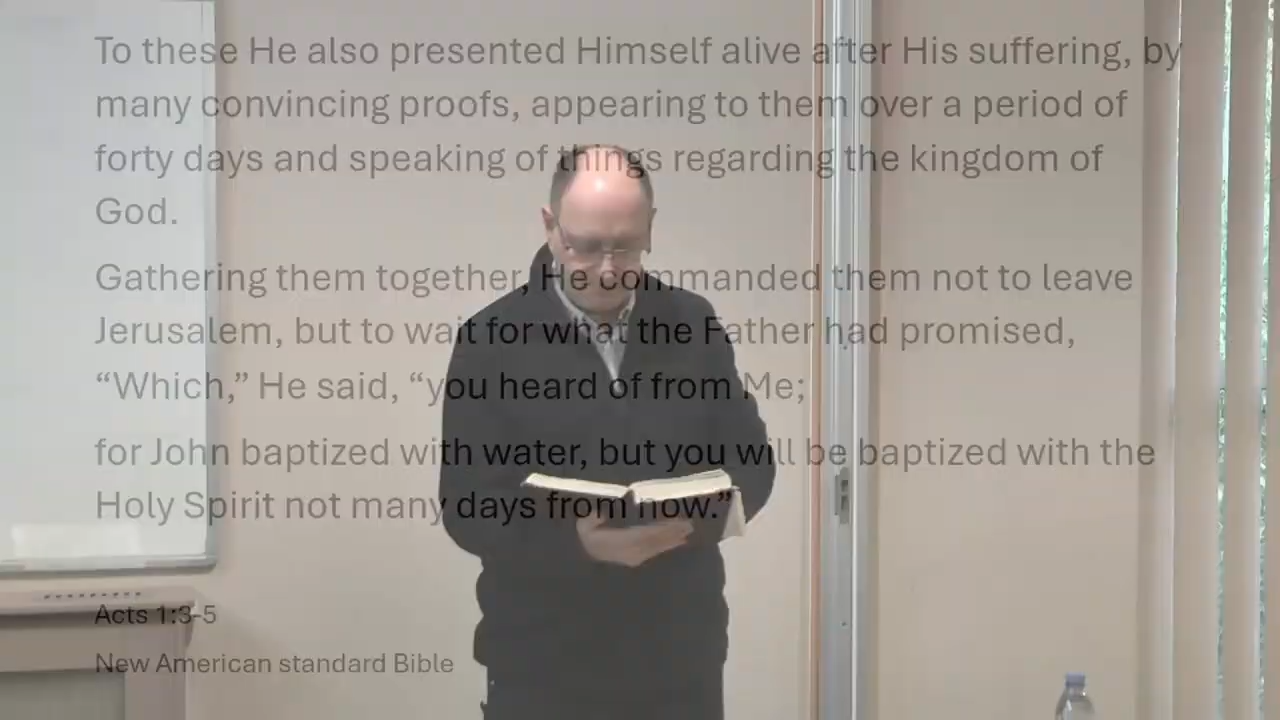 To these He also presented Himself alive after His suffering, by
many convincing proofs, appearing to them over a period of
forty days and speaking of things regarding the kingdom of
God.
Gathering them together, He commanded them not to leave
Jerusalem, but to wait for what the Father had promised,
“Which,” He said, “you heard of from Me;
for John baptized with water, but you will be baptized with the
Holy Spirit not many days from now.”
Acts 1:3-5
New American standard Bible